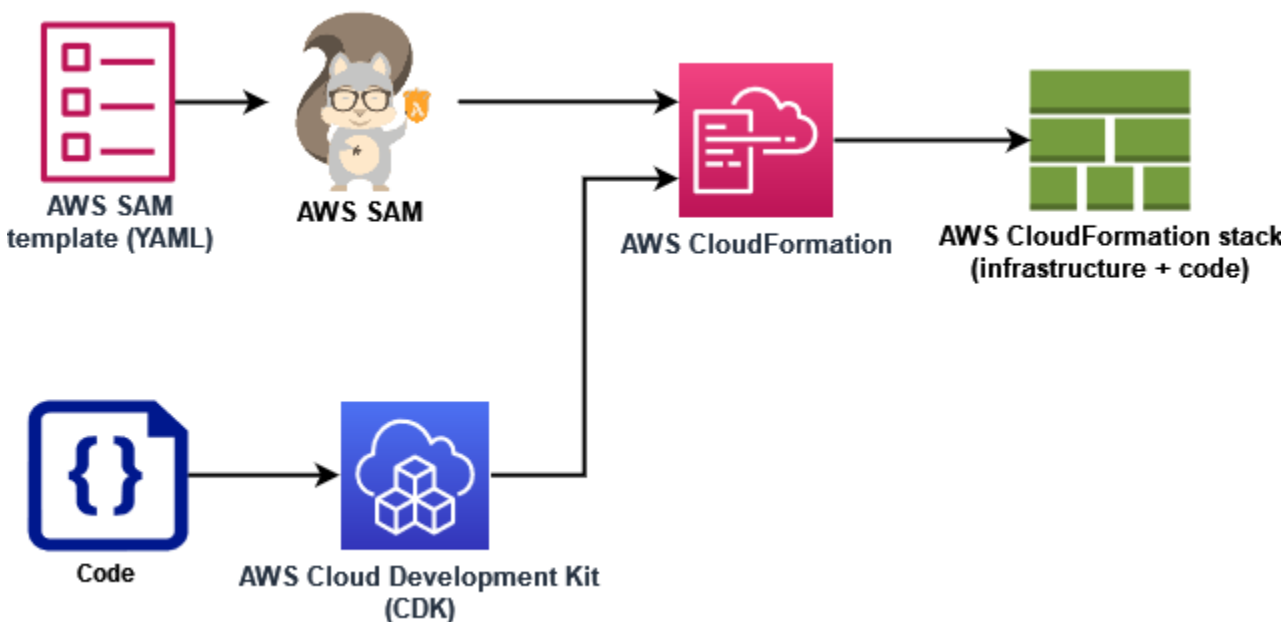 AWS SAM
template (YAML)
AWS SAM
AWS CloudFormation
AWS CloudFormation stack
(infrastructure + code)
{ }
Code
AWS Cloud Development Kit
(CDK)